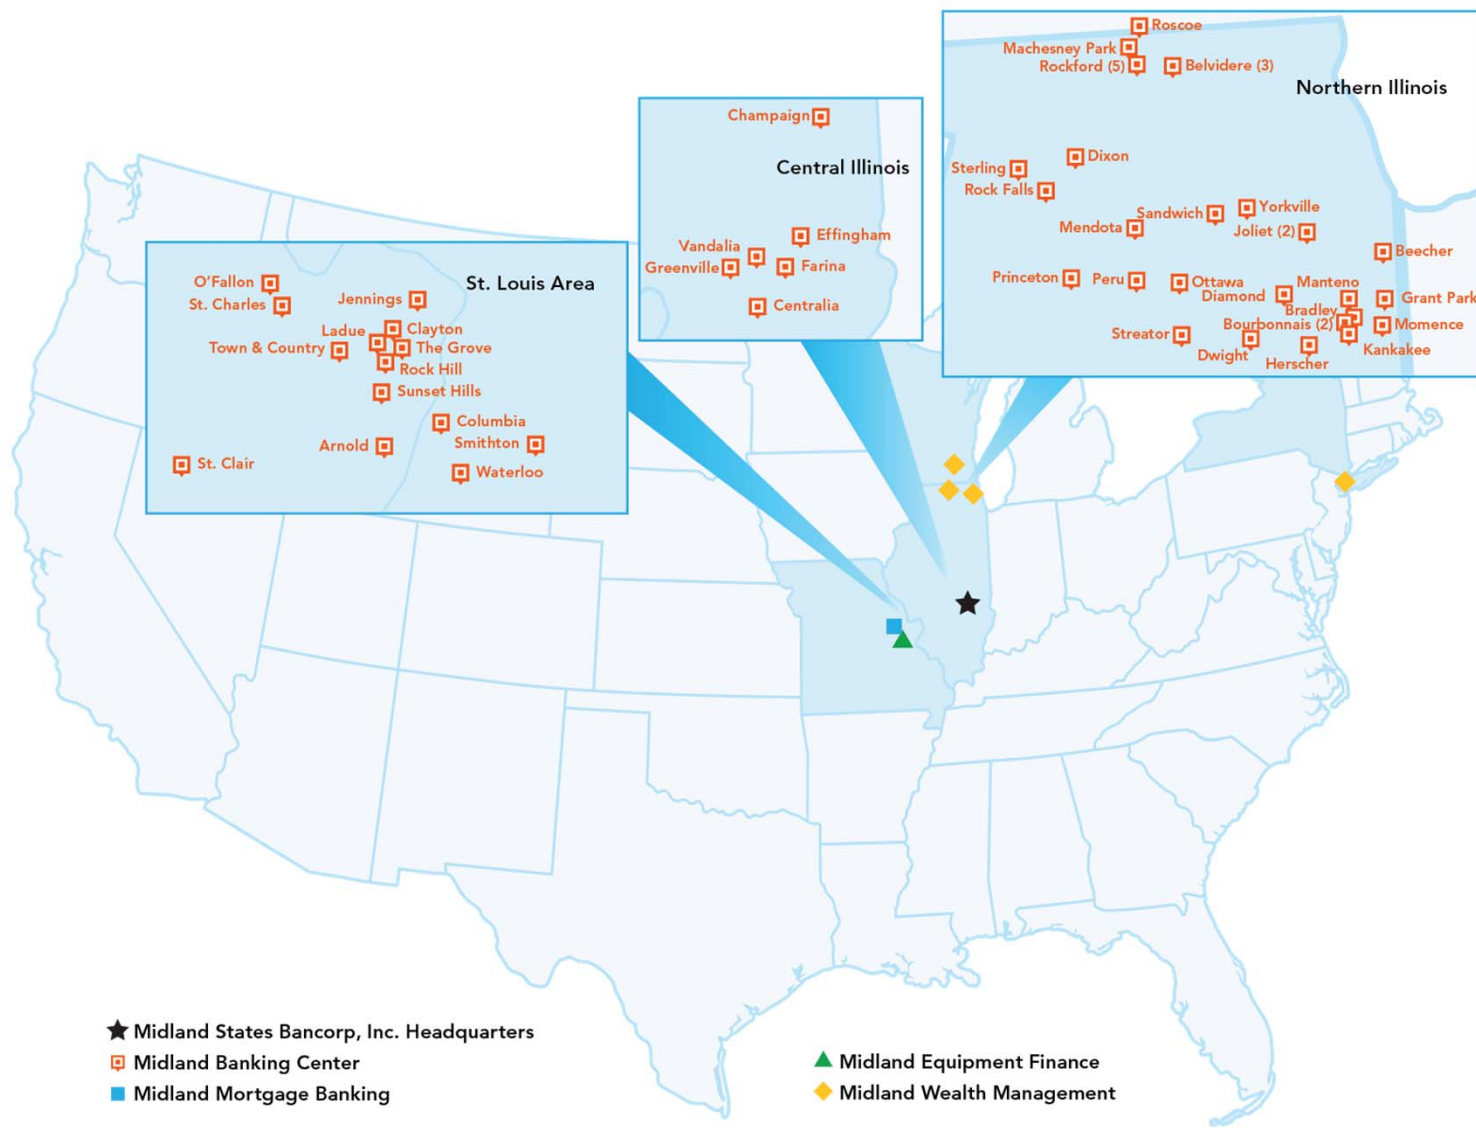 Roscoe
Machesney Park
Rockford (5)
Belvidere (3)
Northern Illinois
Sterling
Dixon
Rock Falls
Sandwich
Yorkville
Mendota
Joliet (2)
Beecher
Princeton
Peru
Ottawa
Manteno
Diamond
Grant Park
Bradley
Bourbonnais (2)
Momence
Streator
Dwight
Kankakee
Herscher
Champaign
Central Illinois
Effingham
Vandalia
Greenville
Farina
Centralia
O'Fallon
St. Louis Area
St. Charles
Jennings
Ladue
Clayton
Town & Country
The Grove
Rock Hill
Sunset Hills
Columbia
Arnold
Smithton
St. Clair
Waterloo
Midland States Bancorp, Inc. Headquarters
Midland Banking Center
Midland Mortgage Banking
Midland Equipment Finance
Midland Wealth Management